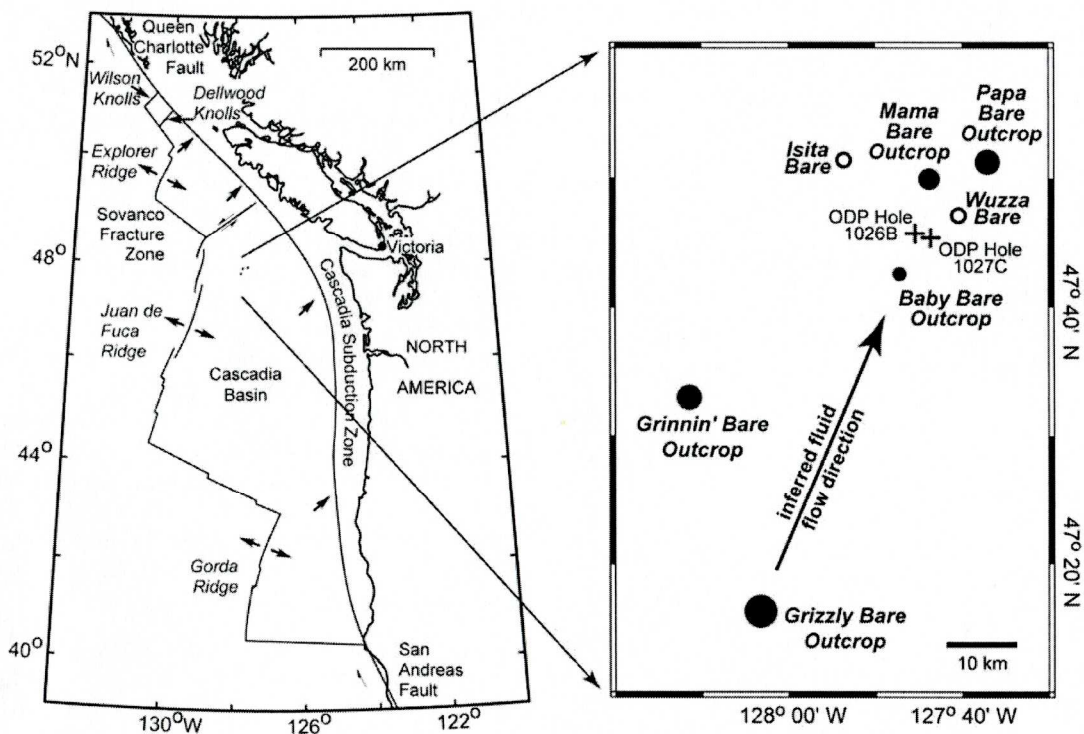 52° N
Queen
Charlotte
Fault
200 km
Wilson
Knolls
Dellwood
Knolls
Explorer
Ridge
Sovanco
Fracture
Zone
48°
Victoria
Juan de
Fuca
Ridge
Cascadia
Basin
Cascadia Subduction Zone
NORTH
AMERICA
44°
Gorda
Ridge
40°
San
Andreas
Fault
130°W
126°
122°
Papa
Bare
Outcrop
Mama
Bare
Outcrop
Isita
Bare
Wuzza
Bare
ODP Hole
1026B
ODP Hole
1027C
Baby Bare
Outcrop
47° 40' N
Grinnin' Bare
Outcrop
inferred fluid
flow direction
47° 20' N
Grizzly Bare
Outcrop
10 km
128° 00' W
127° 40' W